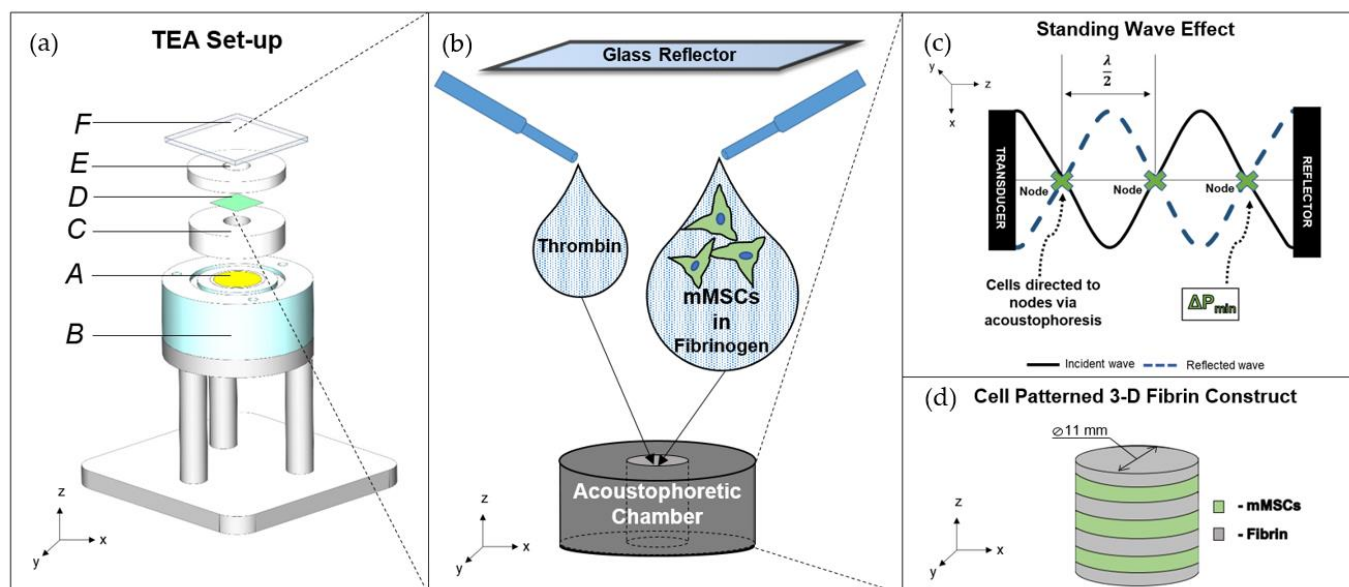 (a)
TEA Set-up
F
E
D
C
A
B
z
x
y
(b)
Glass Reflector
Thrombin
mMSCs
in
Fibrinogen
Acoustophoretic
Chamber
z
x
y
(c)
Standing Wave Effect
y
z
x
λ
2
TRANSDUCER
Node
Node
Node
REFLECTOR
Cells directed to
nodes via
acoustophoresis
ΔPmin
Incident wave
Reflected wave
(d)
Cell Patterned 3-D Fibrin Construct
⌀11 mm
- mMSCs
- Fibrin
z
x
y